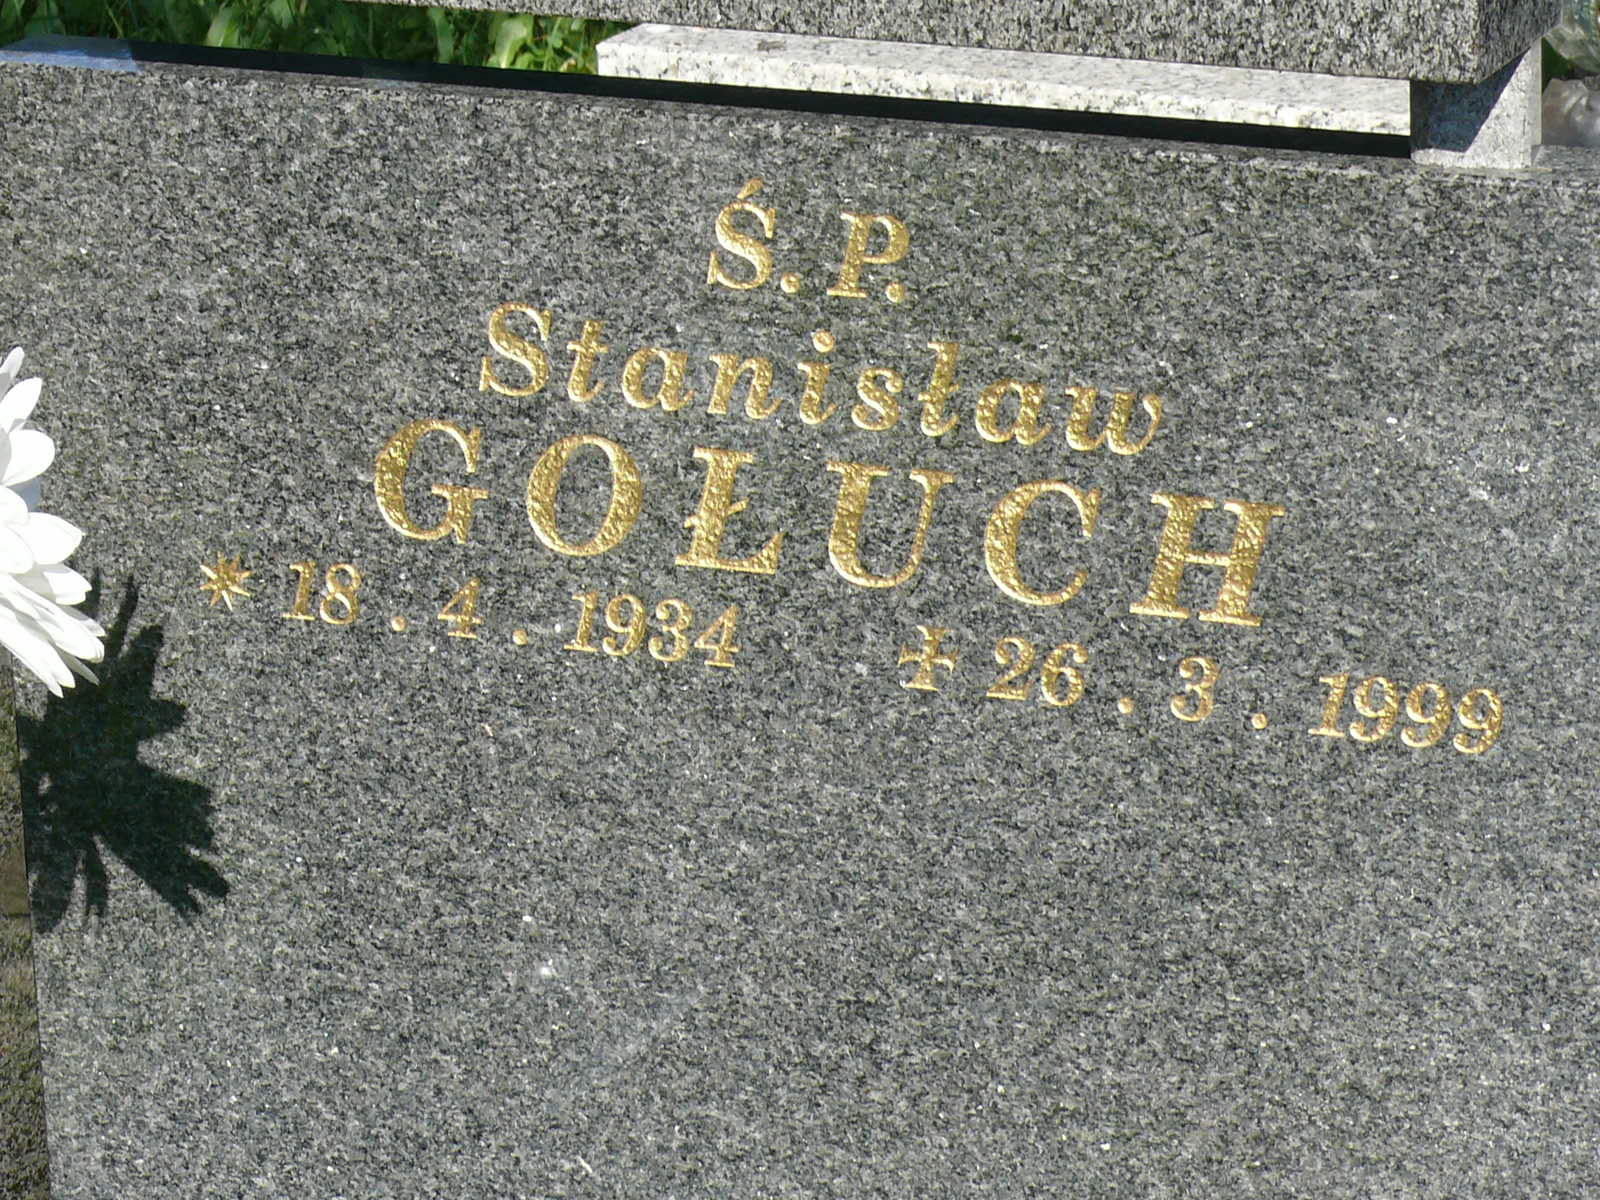 Ś.P.
Stanisław
GOŁUCH
* 18.4.1934 + 26.3.1999